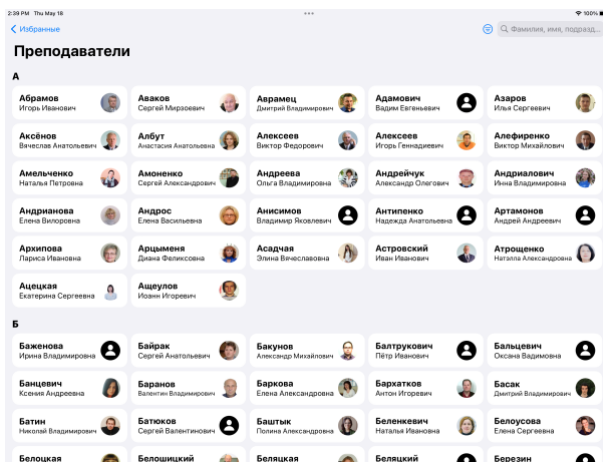 2:39 PM Thu May 18
100%
Избранные
Фамилия, имя, подразд...
Преподаватели
А
Абрамов
Игорь Иванович
Аваков
Сергей Мирзоевич
Аврамец
Дмитрий Владимирович
Адамович
Вадим Евгеньевич
Азаров
Илья Сергеевич
Аксёнов
Вячеслав Анатольевич
Албут
Анастасия Анатольевна
Алексеев
Виктор Федорович
Алексеев
Игорь Геннадиевич
Алефиренко
Виктор Михайлович
Амельченко
Наталья Петровна
Амоненко
Сергей Александрович
Андреева
Ольга Владимировна
Андрейчук
Александр Олегович
Андриалович
Инна Владимировна
Андрианова
Елена Вилоровна
Андрос
Елена Васильевна
Анисимов
Владимир Яковлевич
Антипенко
Надежда Анатольевна
Артамонов
Андрей Андреевич
Архипова
Лариса Ивановна
Арцыменя
Диана Феликсовна
Асадчая
Элина Вячеславовна
Астровский
Иван Иванович
Атрощенко
Наталла Александровна
Ацецкая
Екатерина Сергеевна
Ащеулов
Иоанн Игоревич
Б
Баженова
Ирина Владимировна
Байрак
Сергей Анатольевич
Бакунов
Александр Михайлович
Балтрукович
Пётр Иванович
Бальцевич
Оксана Вадимовна
Банцевич
Ксения Андреевна
Баранов
Валентин Владимирович
Баркова
Елена Александровна
Бархатков
Антон Игоревич
Басак
Дмитрий Владимирович
Батин
Николай Владимирович
Батюков
Сергей Валентинович
Баштык
Полина Александровна
Беленкевич
Наталья Ивановна
Белоусова
Елена Сергеевна
Белоцкая
Белошицкий
Беляцкая
Беляцкий
Березин